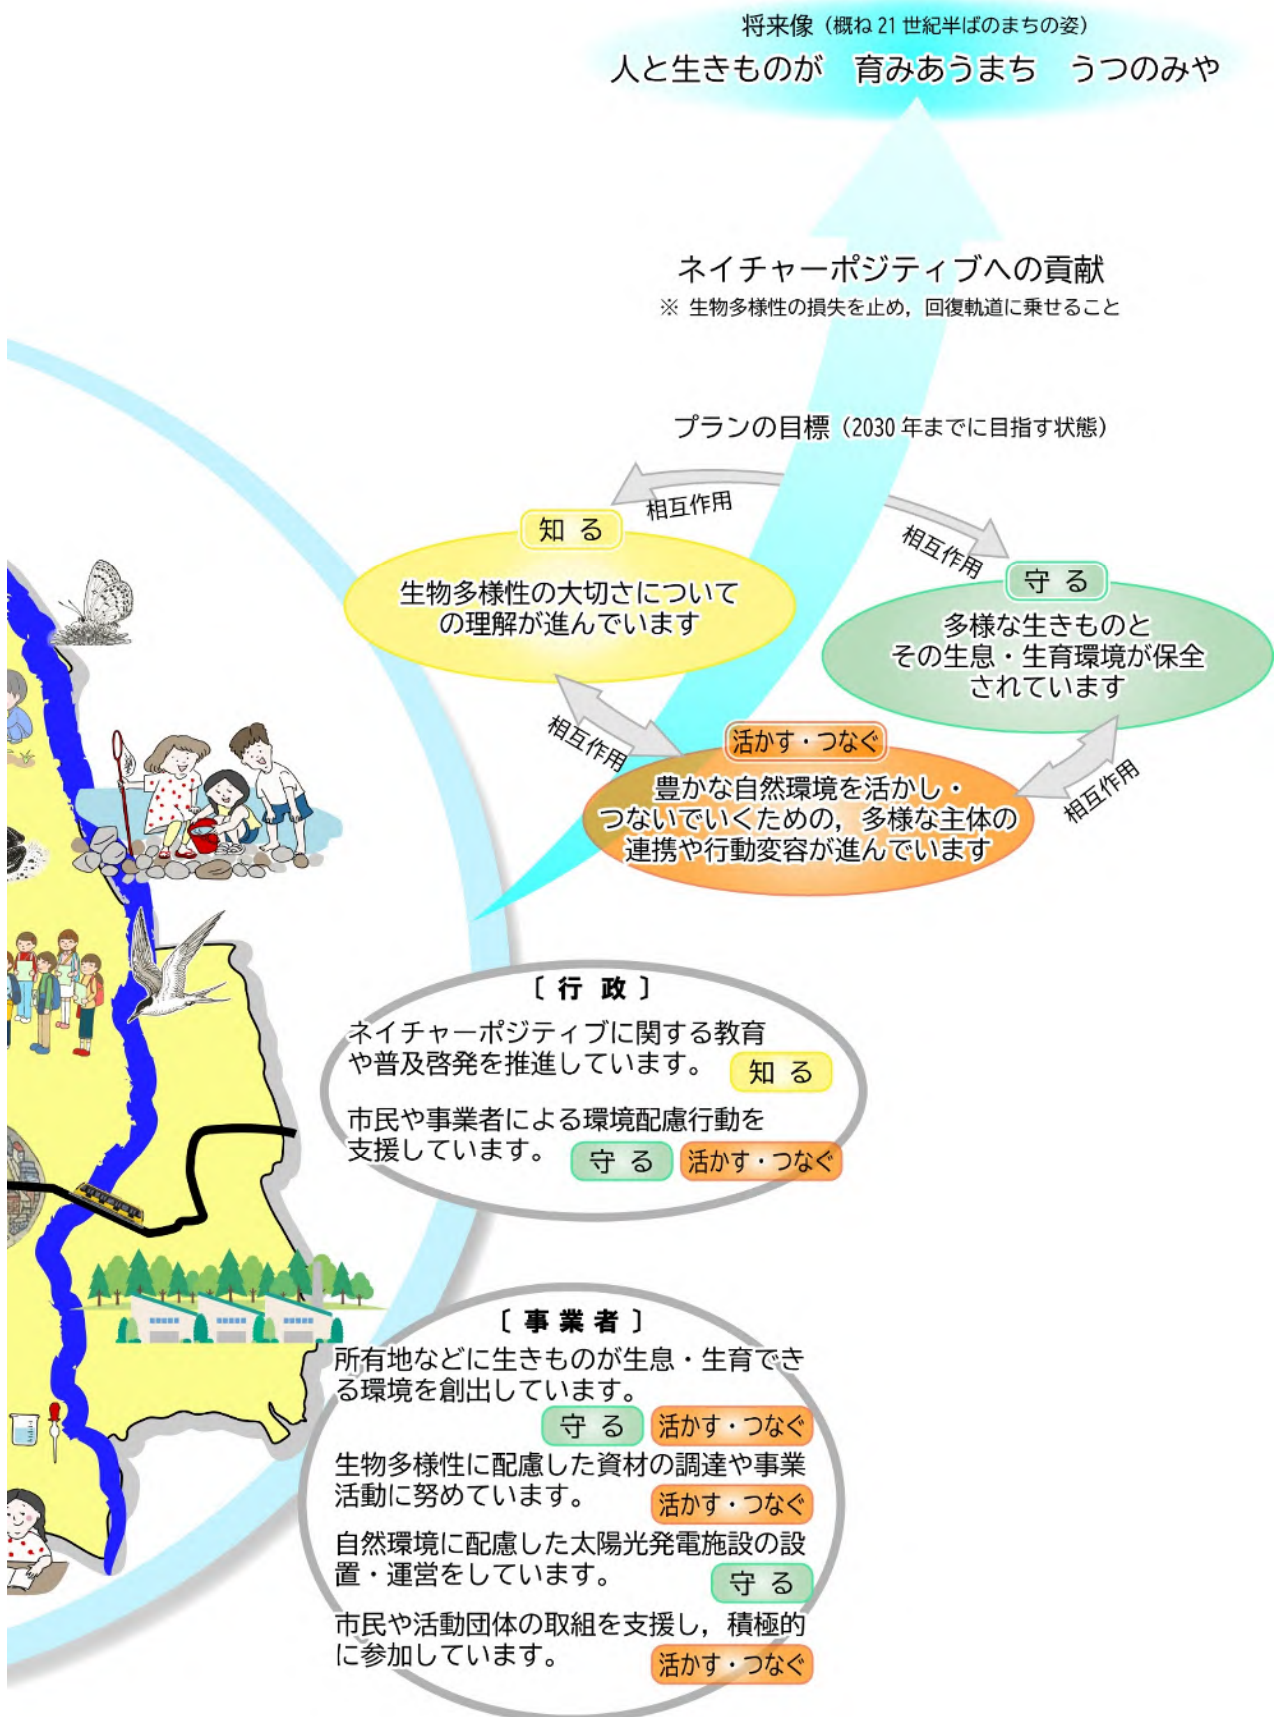 将来像（概ね21世紀半ばのまちの姿）
人と生きものが　育みあうまち　うつのみや
ネイチャーポジティブへの貢献
※ 生物多様性の損失を止め，回復軌道に乗せること
プランの目標（2030年までに目指す状態）
相互作用
相互作用
知 る
生物多様性の大切さについて
の理解が進んでいます
守 る
多様な生きものと
その生息・生育環境が保全
されています
相互作用
相互作用
活かす・つなぐ
豊かな自然環境を活かし・
つないでいくための，多様な主体の
連携や行動変容が進んでいます
〔 行 政 〕
ネイチャーポジティブに関する教育
や普及啓発を推進しています。 知 る
市民や事業者による環境配慮行動を
支援しています。 守 る 活かす・つなぐ
〔 事 業 者 〕
所有地などに生きものが生息・生育でき
る環境を創出しています。
守 る 活かす・つなぐ
生物多様性に配慮した資材の調達や事業
活動に努めています。 活かす・つなぐ
自然環境に配慮した太陽光発電施設の設
置・運営をしています。 守 る
市民や活動団体の取組を支援し，積極的
に参加しています。 活かす・つなぐ